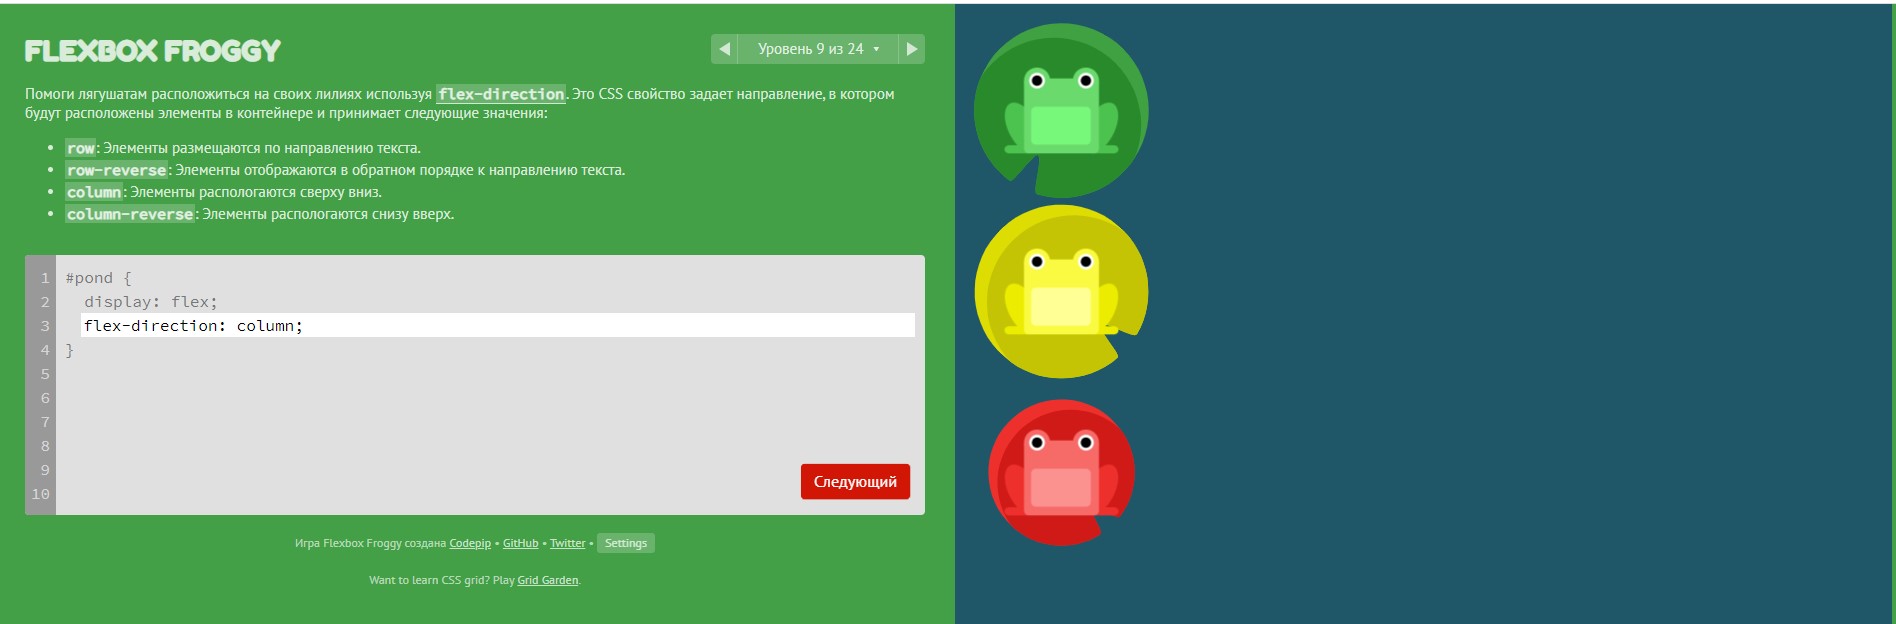 FLEXBOX FROGGY
Уровень 9 из 24
Помоги лягушатам расположиться на своих лилиях используя flex-direction. Это CSS свойство задает направление, в котором
будут расположены элементы в контейнере и принимает следующие значения:
• row: Элементы размещаются по направлению текста.
• row-reverse: Элементы отображаются в обратном порядке к направлению текста.
• column: Элементы распологаются сверху вниз.
• column-reverse: Элементы распологаются снизу вверх.
1 #pond {
2 display: flex;
3 flex-direction: column;
4 }
5
6
7
8
9
10
Следующий
Игра Flexbox Froggy создана Codepip • GitHub • Twitter • Settings
Want to learn CSS grid? Play Grid Garden.